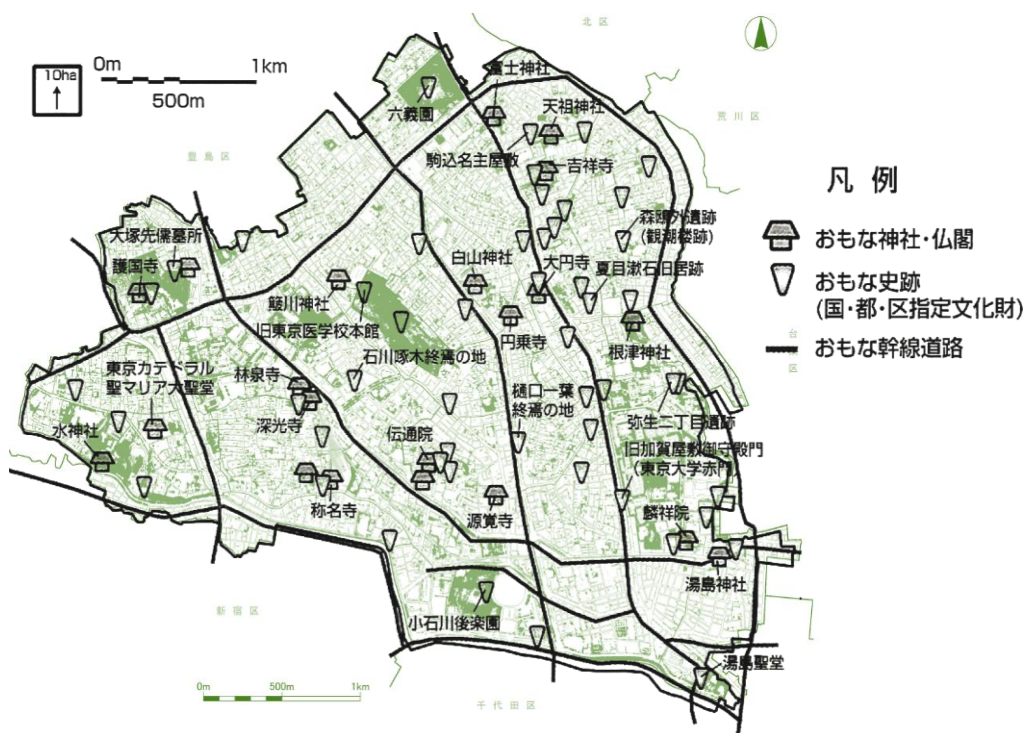 北区
10ha
0m
1km
500m
富士神社
六義園
天祖神社
荒川区
豊島区
駒込名主屋敷
吉祥寺
凡 例
森鴎外遺跡
(観潮楼跡)
おもな神社・仏閣
大塚先儒墓所
白山神社
大円寺
夏目漱石旧居跡
護国寺
簸川神社
おもな史跡
(国・都・区指定文化財)
旧東京医学校本館
円乗寺
根津神社
台
区
おもな幹線道路
石川啄木終焉の地
東京カテドラル
聖マリア大聖堂
林泉寺
樋口一葉
終焉の地
弥生二丁目遺跡
深光寺
水神社
伝通院
旧加賀屋敷御守殿門
(東京大学赤門)
称名寺
源覚寺
麟祥院
湯島神社
新宿区
小石川後楽園
湯島聖堂
0m
500m
1km
千代田区